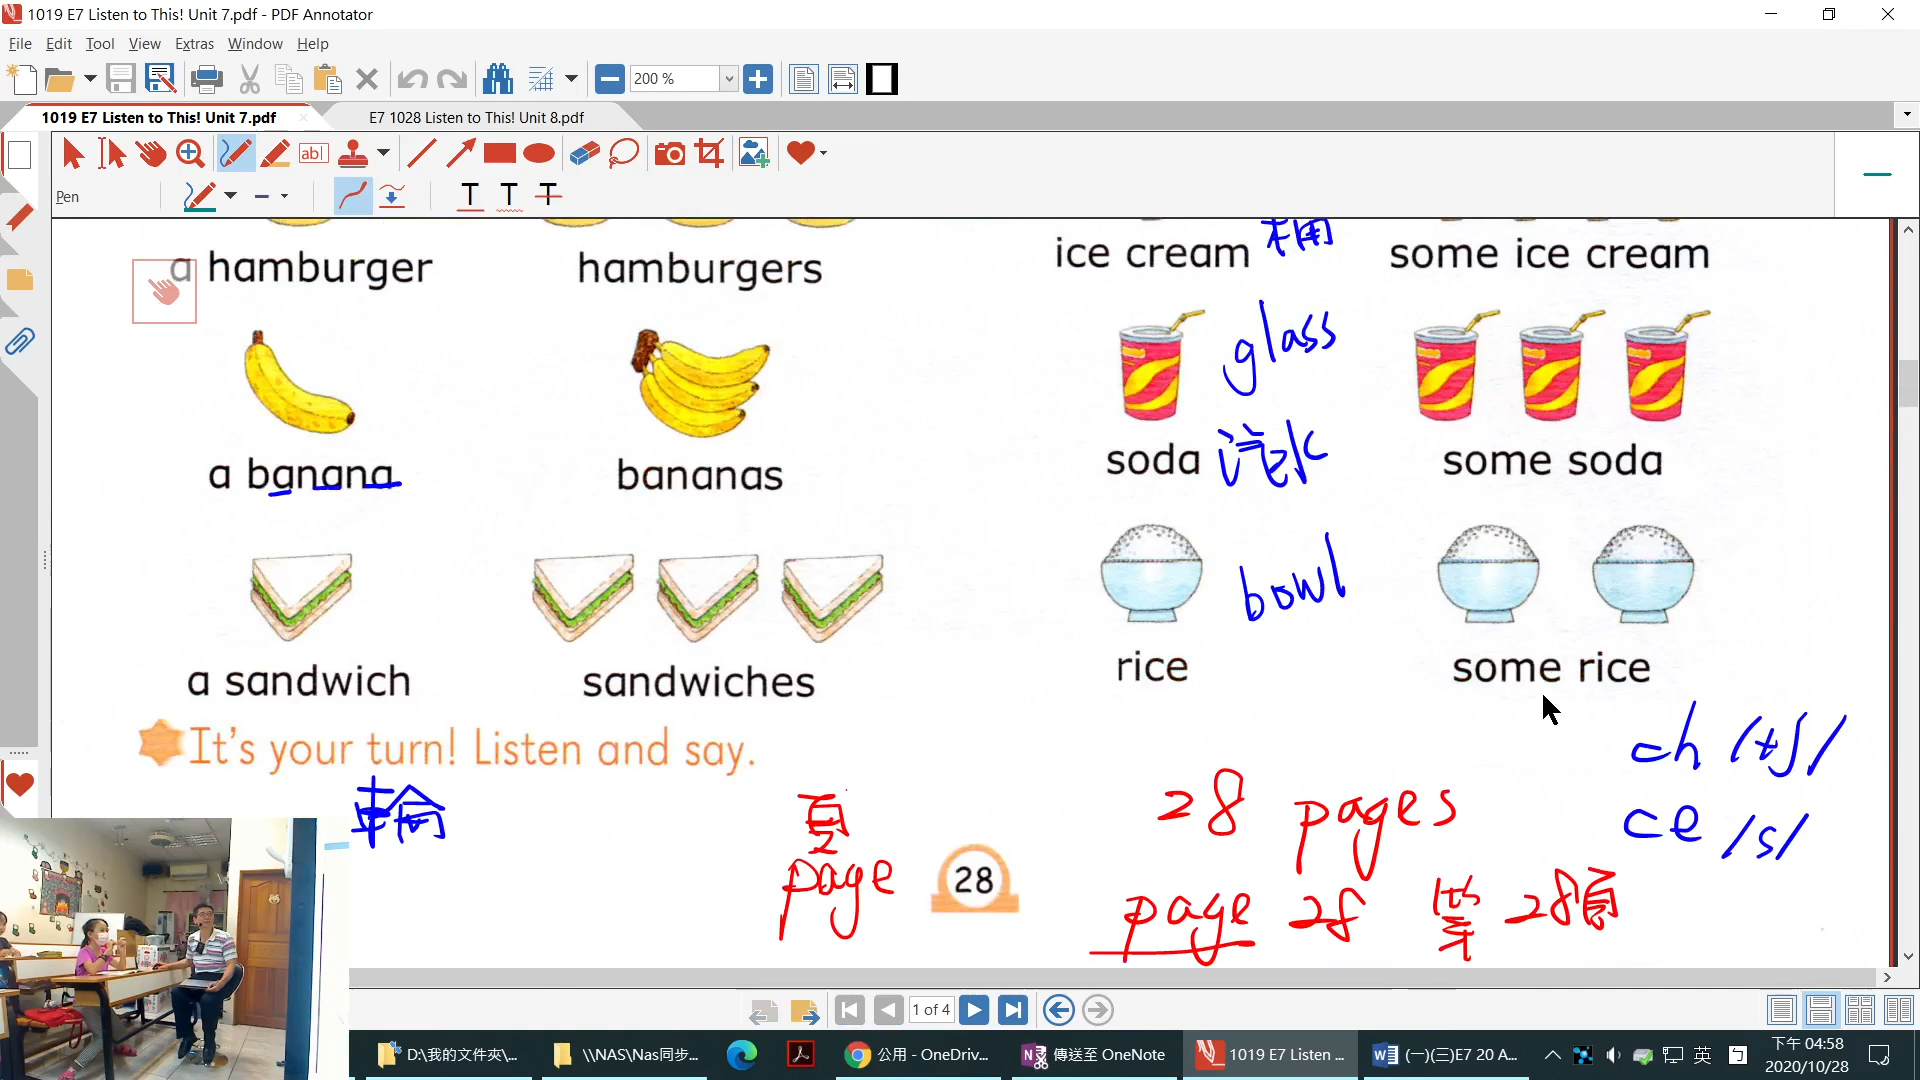 1019 E7 Listen to This! Unit 7.pdf - PDF Annotator
File Edit Tool View Extras Window Help
200 %
1019 E7 Listen to This! Unit 7.pdf
E7 1028 Listen to This! Unit 8.pdf
Pen
a hamburger
hamburgers
ice cream
桶
some ice cream
glass
a banana
bananas
soda
汽水
some soda
bowl
a sandwich
sandwiches
rice
some rice
It's your turn! Listen and say.
ch /tʃ/
ce /s/
輪
頁
page
28
28 pages
page 28 第28頁
1 of 4
D:\我的文件夾\...
\\NAS\Nas同步...
公用 - OneDriv...
傳送至 OneNote
1019 E7 Listen ...
(一)(三)E7 20 A...
英
下午 04:58
2020/10/28